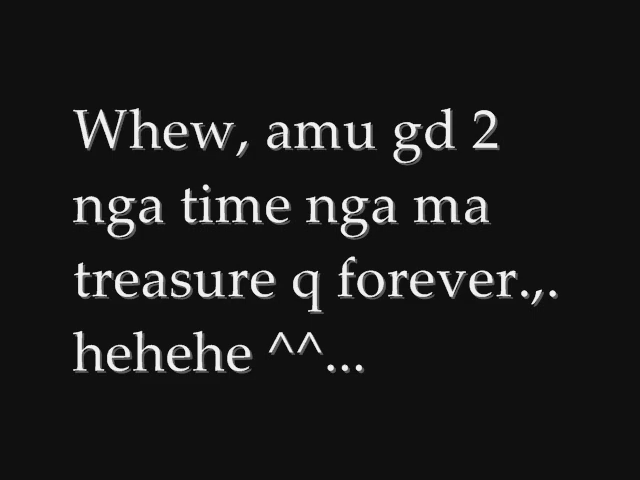 Whew, amu gd 2
nga time nga ma
treasure q forever.,.
hehehe ^^...